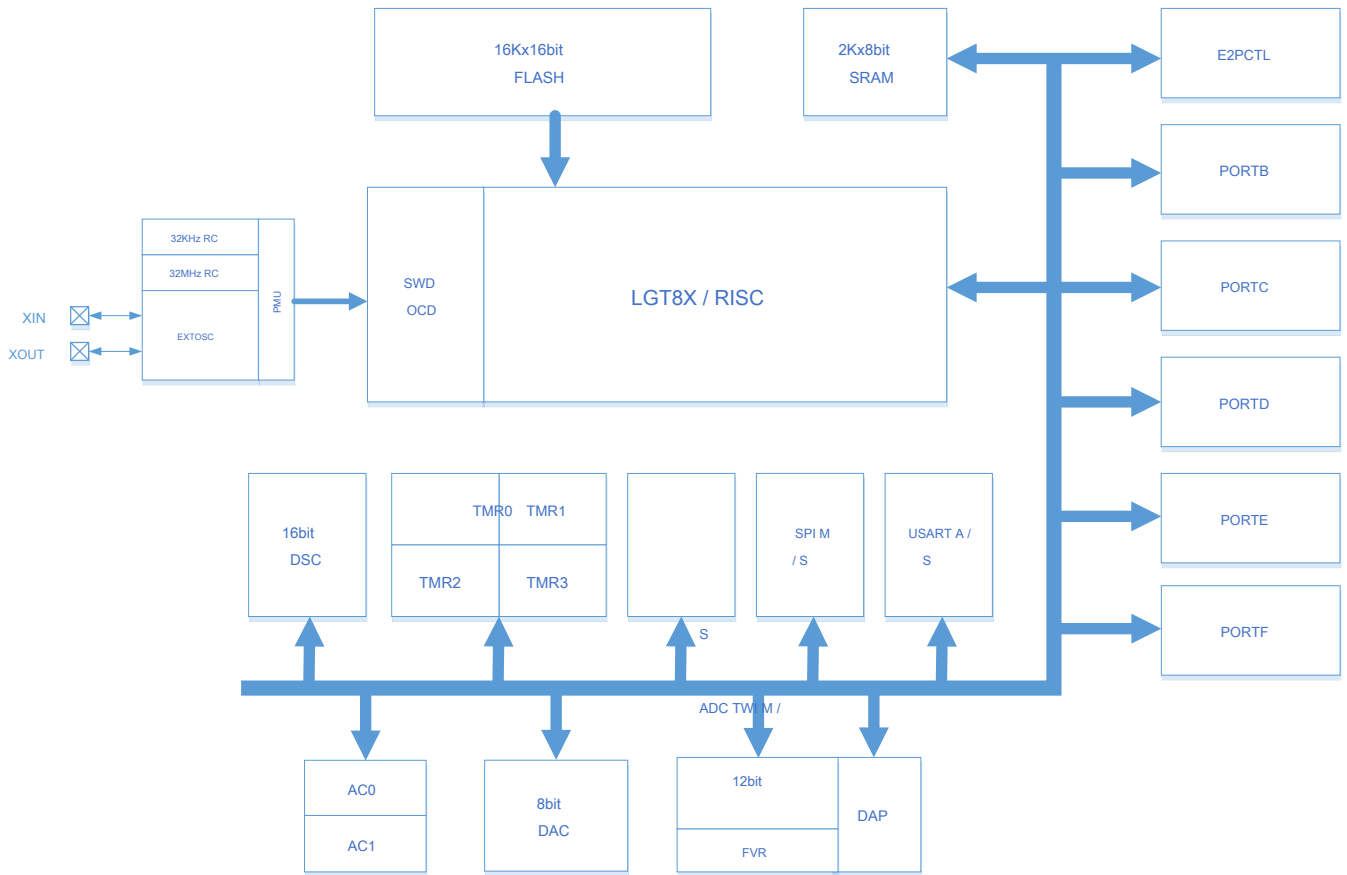 16Kx16bit
FLASH
2Kx8bit
SRAM
E2PCTL
PORTB
32KHz RC
32MHz RC
EXTOSC
PMU
XIN
XOUT
SWD
OCD
LGT8X / RISC
PORTC
PORTD
16bit
DSC
TMR0 TMR1
TMR2 TMR3
SPI M
/ S
USART A /
S
PORTE
S
PORTF
ADC TWI M /
AC0
AC1
8bit
DAC
12bit
FVR
DAP